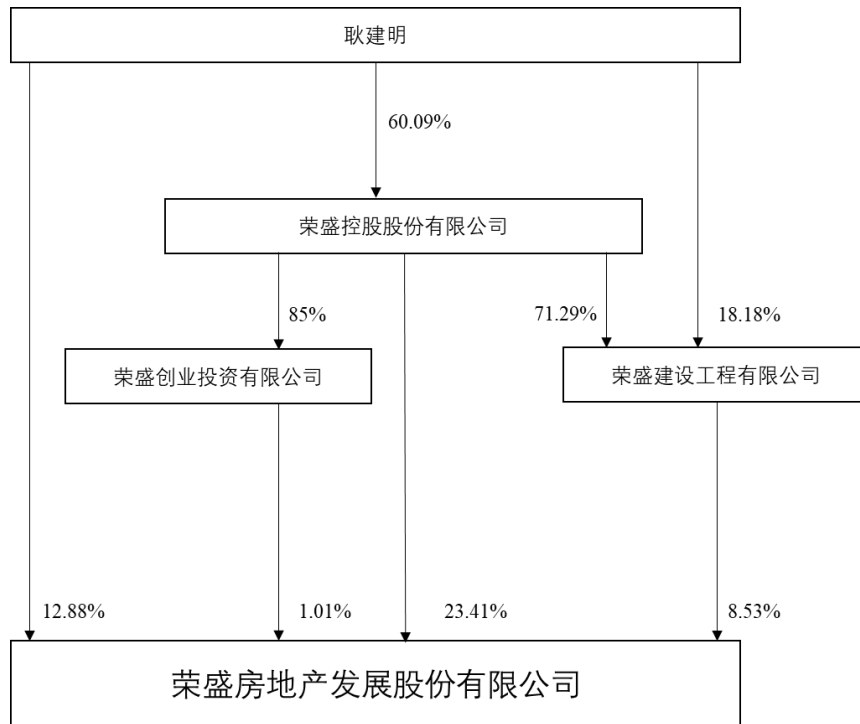 耿建明
60.09%
荣盛控股股份有限公司
85%
71.29%
18.18%
荣盛创业投资有限公司
荣盛建设工程有限公司
12.88%
1.01%
23.41%
8.53%
荣盛房地产发展股份有限公司